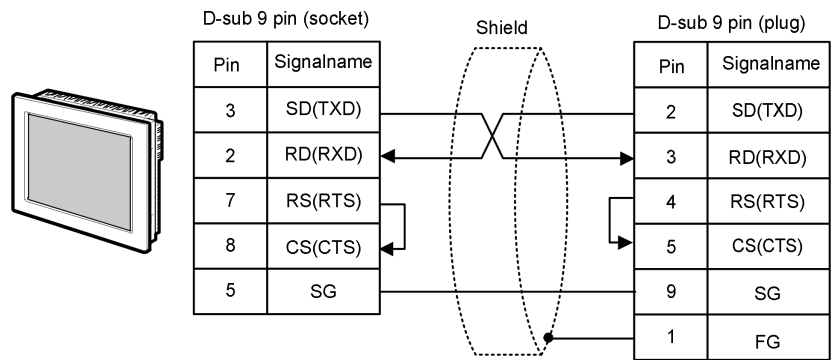 D-sub 9 pin (socket)
Shield
D-sub 9 pin (plug)
Pin Signalname
Pin Signalname
3 SD(TXD)
2 SD(TXD)
2 RD(RXD)
3 RD(RXD)
7 RS(RTS)
4 RS(RTS)
8 CS(CTS)
5 CS(CTS)
5 SG
9 SG
1 FG